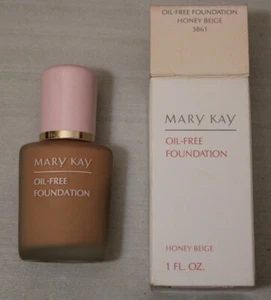 OIL-FREE FOUNDATION
HONEY BEIGE
3861
MARY KAY
OIL-FREE
FOUNDATION
MARY KAY
OIL-FREE
FOUNDATION
HONEY BEIGE
1 FL. OZ.